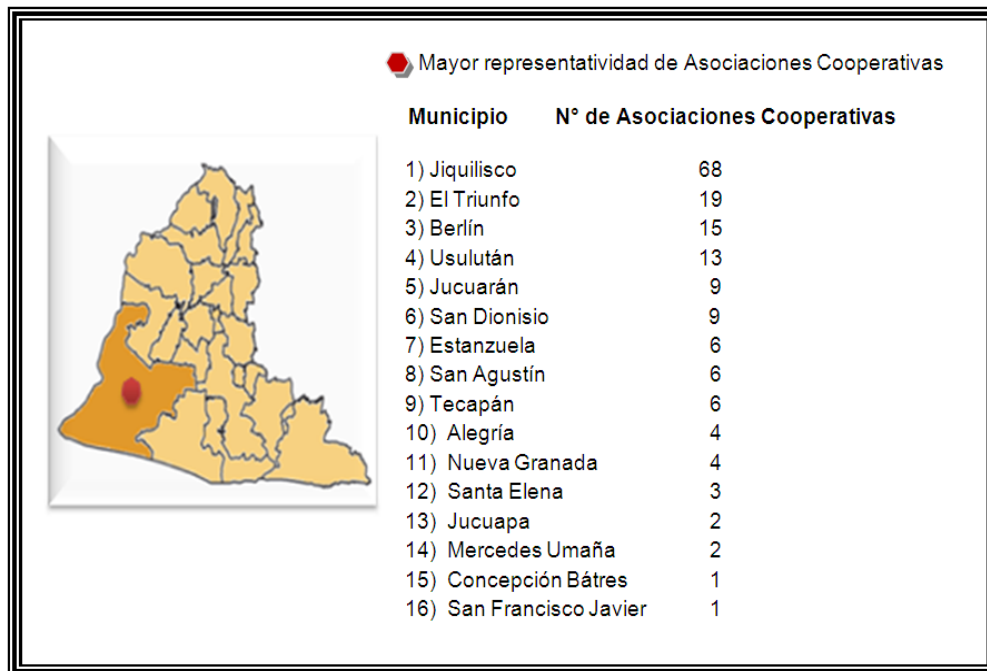 Mayor representatividad de Asociaciones Cooperativas
Municipio N° de Asociaciones Cooperativas
1) Jiquilisco 68
2) El Triunfo 19
3) Berlín 15
4) Usulután 13
5) Jucuarán 9
6) San Dionisio 9
7) Estanzuela 6
8) San Agustín 6
9) Tecapán 6
10) Alegría 4
11) Nueva Granada 4
12) Santa Elena 3
13) Jucuapa 2
14) Mercedes Umaña 2
15) Concepción Bátres 1
16) San Francisco Javier 1